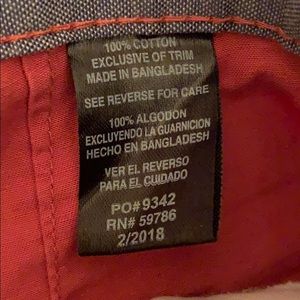 100% COTTON
EXCLUSIVE OF TRIM
MADE IN BANGLADESH
SEE REVERSE FOR CARE
100% ALGODON
EXCLUYENDO LA GUARNICION
HECHO EN BANGLADESH
VER EL REVERSO
PARA EL CUIDADO
PO#9342
RN# 59786
2/2018